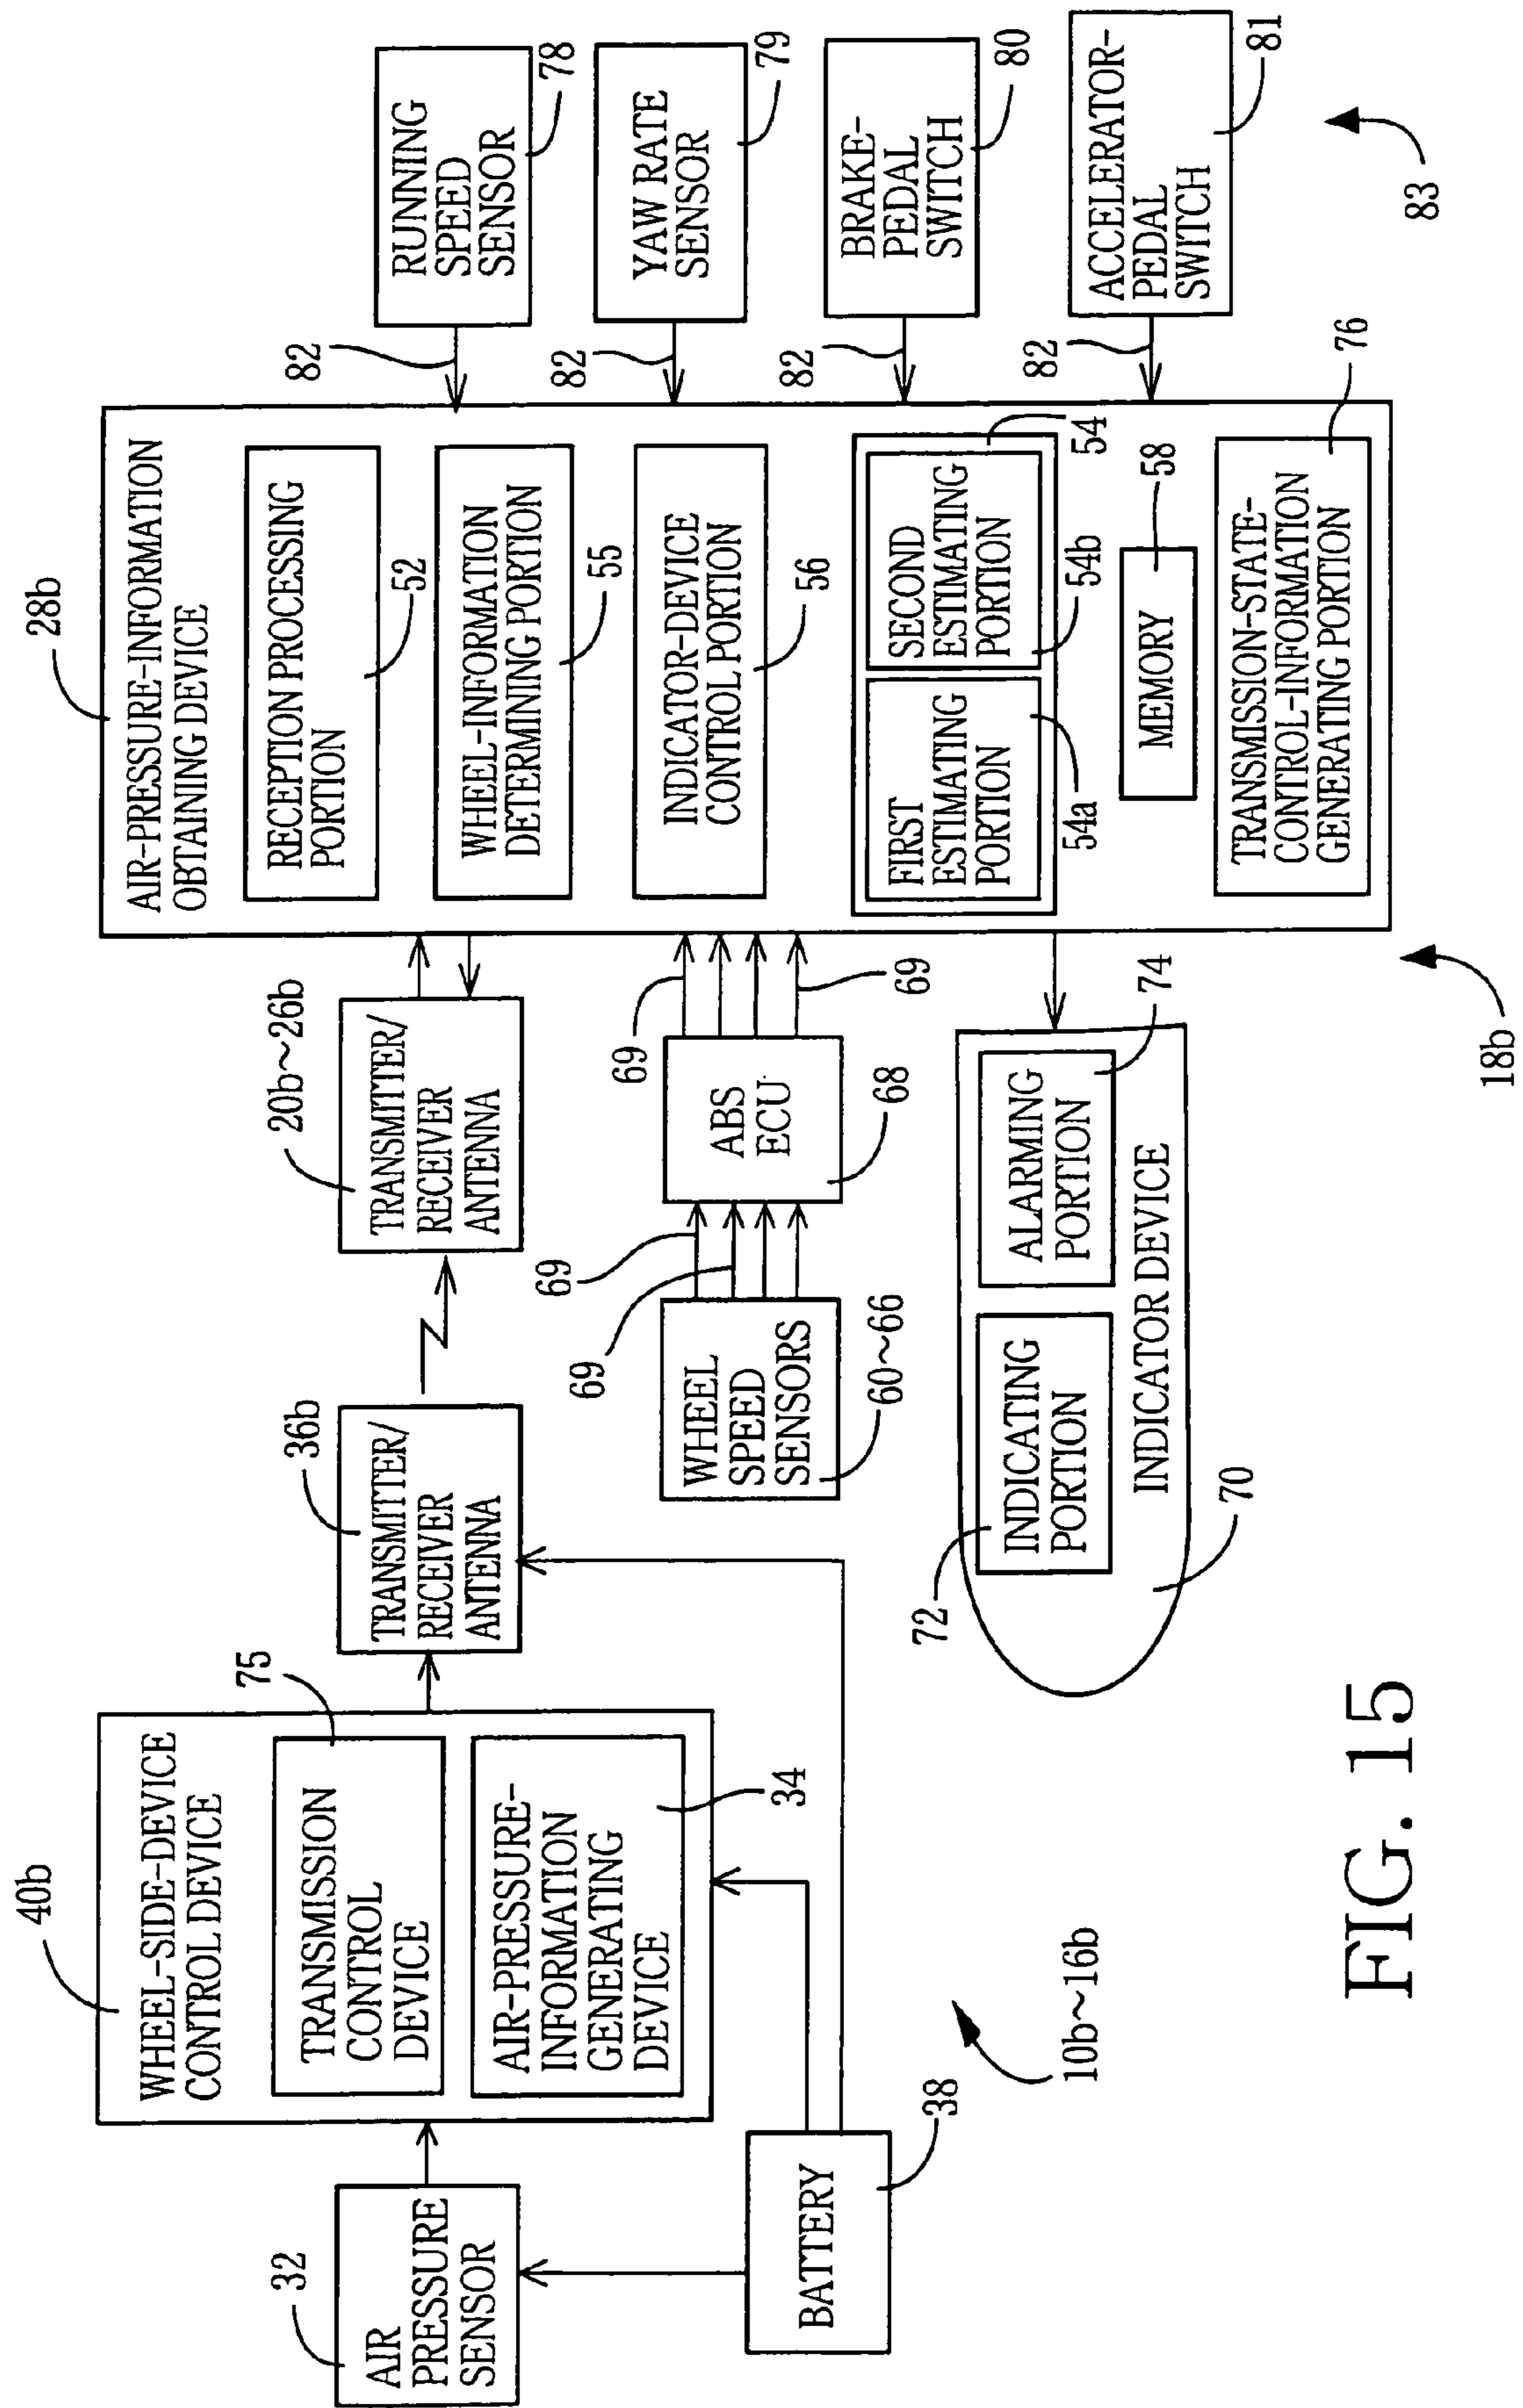 40b
WHEEL-SIDE-DEVICE
CONTROL DEVICE
75
TRANSMISSION
CONTROL
DEVICE
AIR-PRESSURE-
INFORMATION
GENERATING
DEVICE
34
32
AIR
PRESSURE
SENSOR
BATTERY
38
10b~16b
36b
TRANSMITTER/
RECEIVER
ANTENNA
20b~26b
TRANSMITTER/
RECEIVER
ANTENNA
69
69
WHEEL
SPEED
SENSORS
60~66
69
69
ABS
ECU
68
72
INDICATING
PORTION
ALARMING
PORTION
74
INDICATOR DEVICE
70
28b
AIR-PRESSURE-INFORMATION
OBTAINING DEVICE
RECEPTION PROCESSING
PORTION
52
WHEEL-INFORMATION
DETERMINING PORTION
55
INDICATOR-DEVICE
CONTROL PORTION
56
FIRST
ESTIMATING
PORTION
54a
SECOND
ESTIMATING
PORTION
54b
54
MEMORY
58
TRANSMISSION-STATE-
CONTROL-INFORMATION
GENERATING PORTION
76
18b
82
RUNNING
SPEED
SENSOR
78
82
YAW RATE
SENSOR
79
82
BRAKE-
PEDAL
SWITCH
80
82
ACCELERATOR-
PEDAL
SWITCH
81
83
FIG. 15